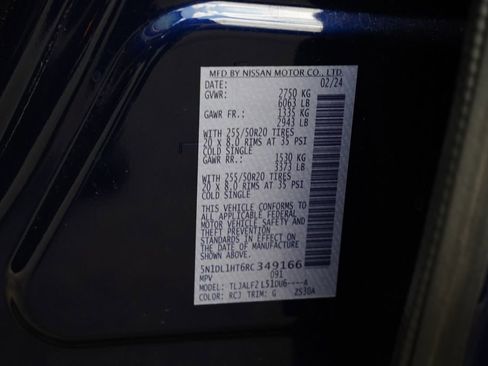 MFD BY NISSAN MOTOR CO., LTD.
DATE: 02/24
GVWR: 2750 KG
6063 LB
GAWR FR.: 1335 KG
2943 LB
WITH 255/50R20 TIRES
20 x 8.0 RIMS AT 35 PSI
COLD SINGLE
GAWR RR.: 1530 KG
3373 LB
WITH 255/50R20 TIRES
20 x 8.0 RIMS AT 35 PSI
COLD SINGLE
THIS VEHICLE CONFORMS TO
ALL APPLICABLE FEDERAL
MOTOR VEHICLE SAFETY AND
THEFT PREVENTION
STANDARDS IN EFFECT ON
THE DATE OF MANUFACTURE
SHOWN ABOVE.
5N1DL1HT6RC349166
MPV 091
MODEL: TLJALFZ L51DU6----A
COLOR: RCJ TRIM: G 2S30A